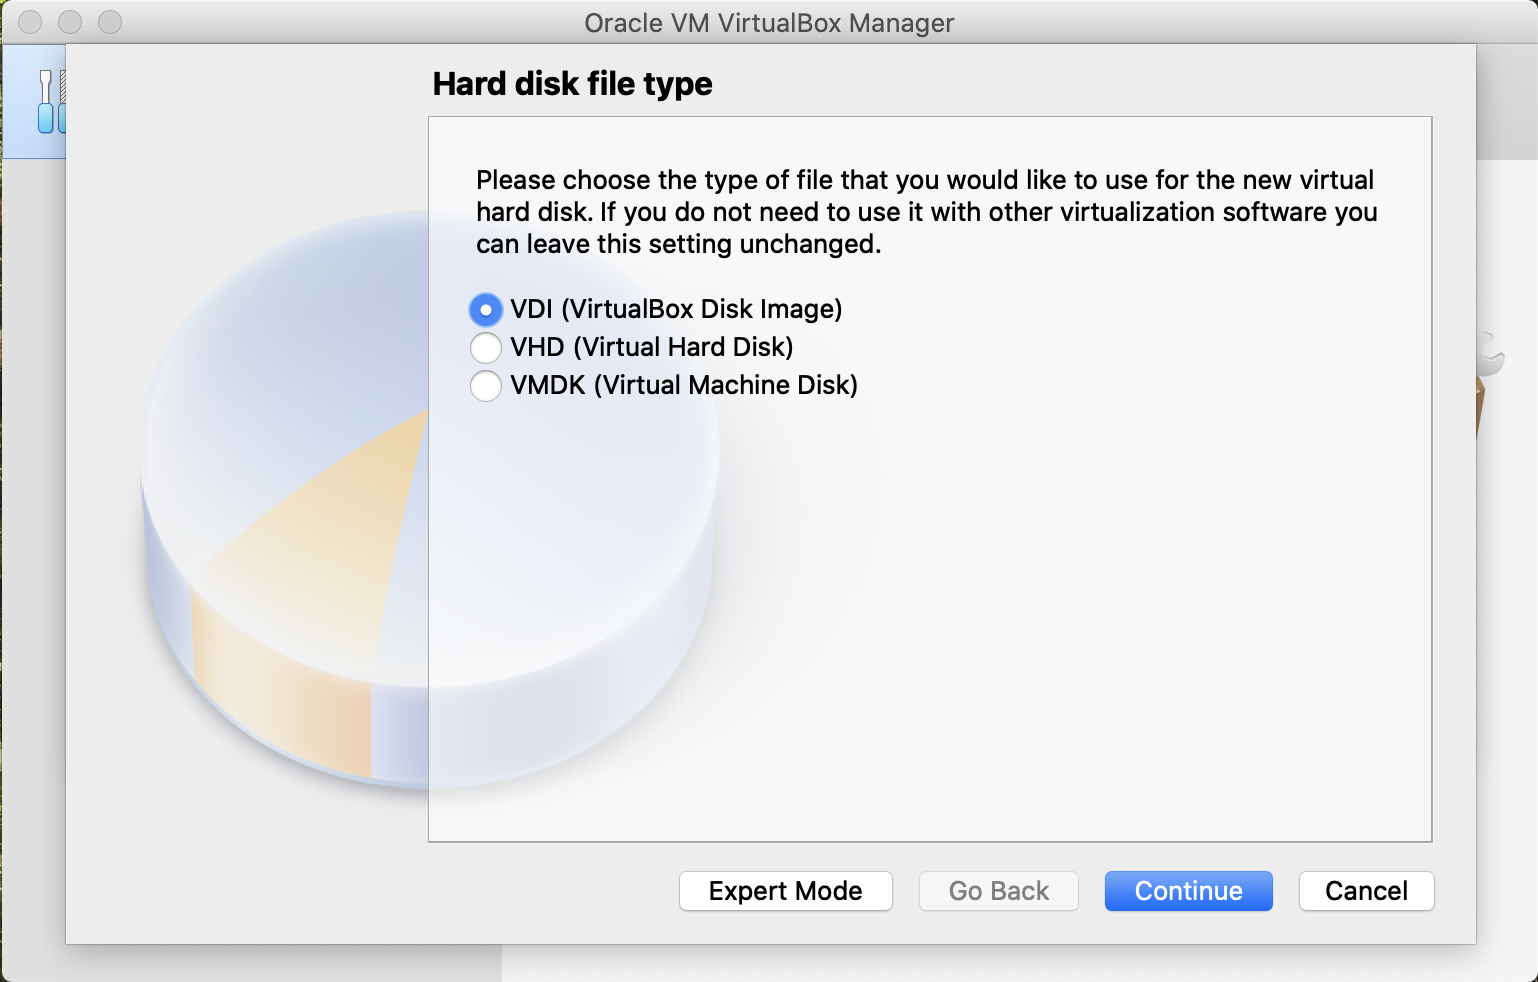 Oracle VM VirtualBox Manager
Hard disk file type
Please choose the type of file that you would like to use for the new virtual
hard disk. If you do not need to use it with other virtualization software you
can leave this setting unchanged.
VDI (VirtualBox Disk Image)
VHD (Virtual Hard Disk)
VMDK (Virtual Machine Disk)
Expert Mode
Go Back
Continue
Cancel